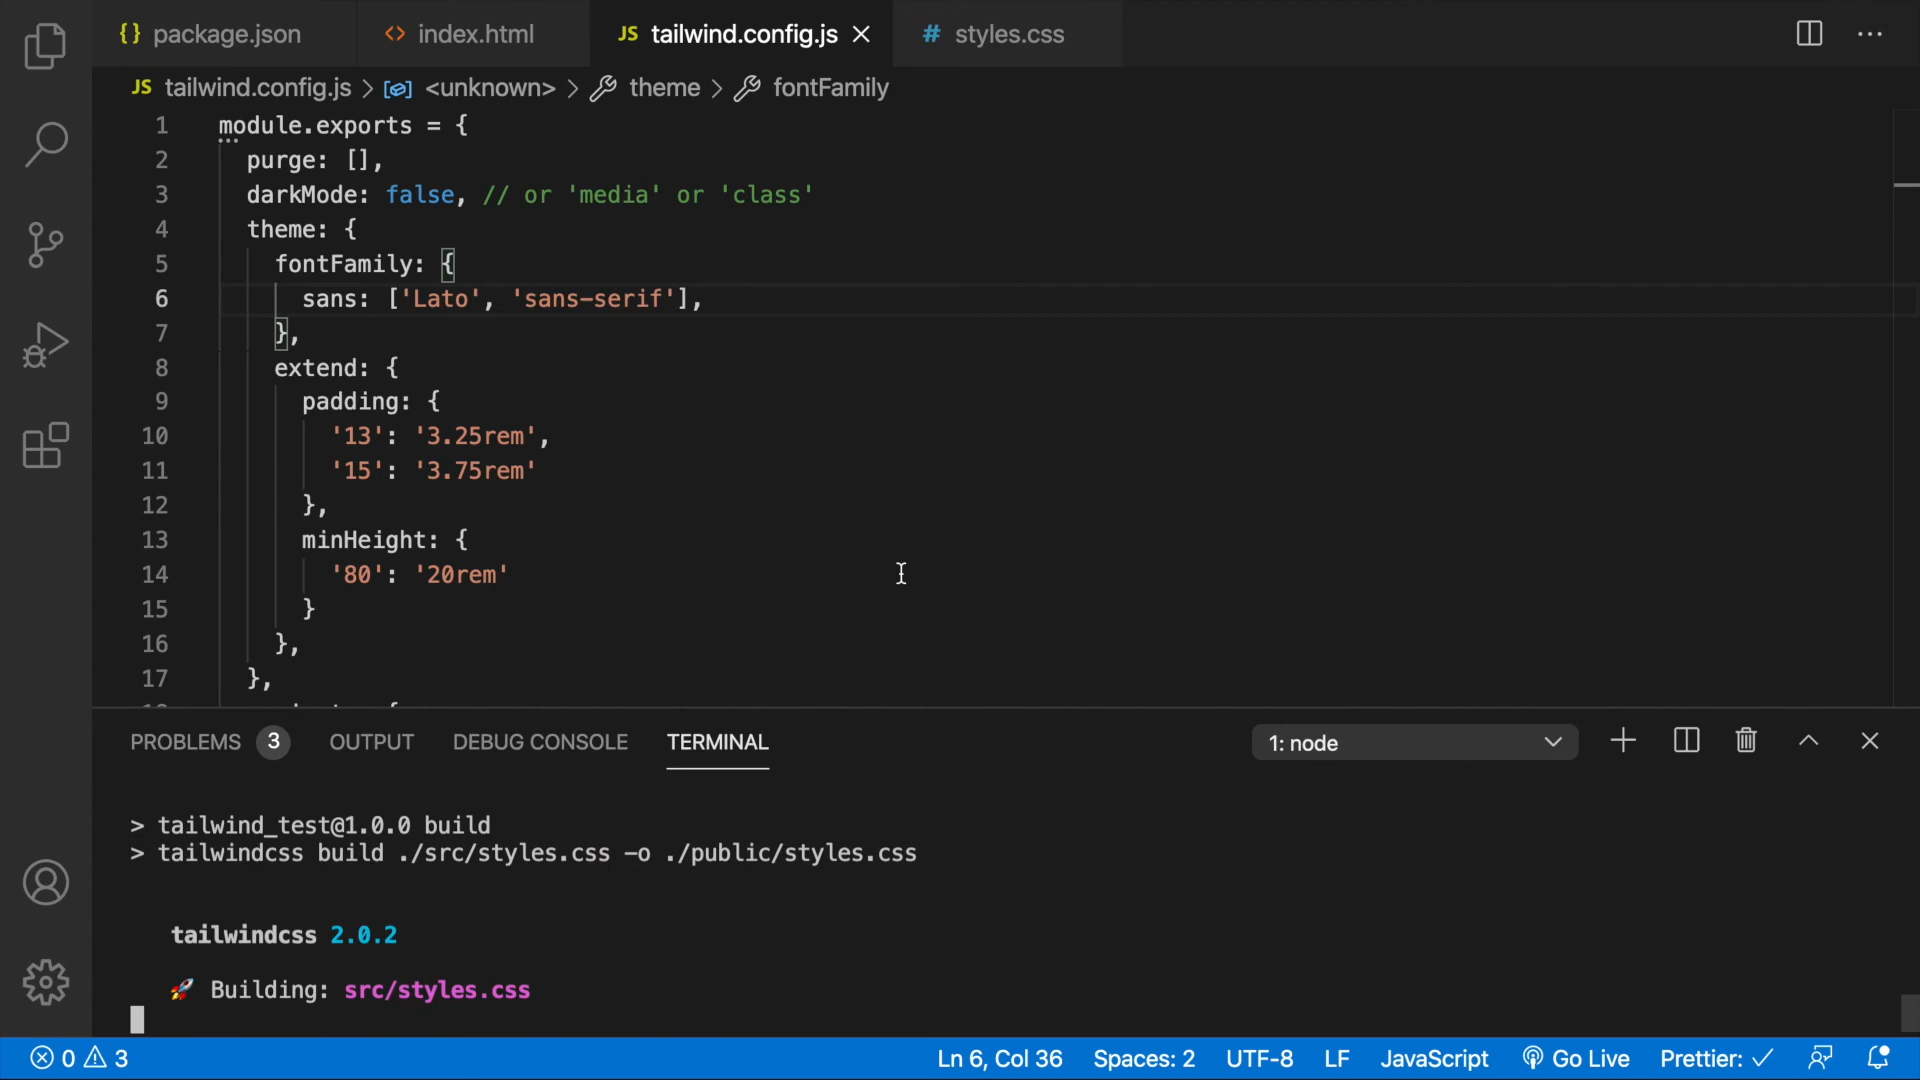 {} package.json <> index.html JS tailwind.config.js # styles.css
JS tailwind.config.js > <unknown> > theme > fontFamily
1 module.exports = {
2 purge: [],
3 darkMode: false, // or 'media' or 'class'
4 theme: {
5 fontFamily: {
6 sans: ['Lato', 'sans-serif'],
7 },
8 extend: {
9 padding: {
10 '13': '3.25rem',
11 '15': '3.75rem'
12 },
13 minHeight: {
14 '80': '20rem'
15 }
16 },
17 },
PROBLEMS 3 OUTPUT DEBUG CONSOLE TERMINAL 1: node
> tailwind_test@1.0.0 build
> tailwindcss build ./src/styles.css -o ./public/styles.css
tailwindcss 2.0.2
🚀 Building: src/styles.css
0 3 Ln 6, Col 36 Spaces: 2 UTF-8 LF JavaScript Go Live Prettier: ✓